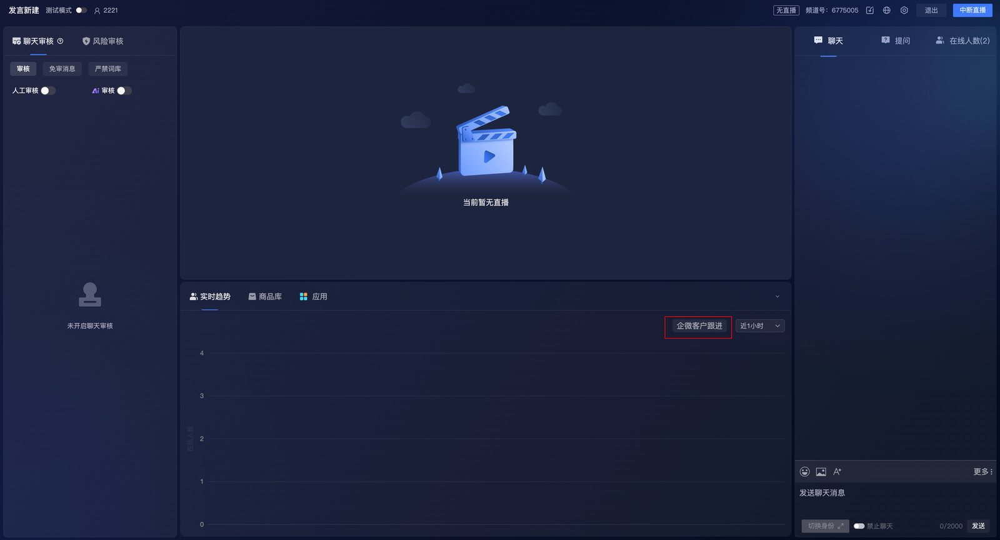 发言新建 测试模式 2221
无直播 频道号：6775005 退出 中断直播
聊天审核 风险审核
审核 免审消息 严禁词库
人工审核 Ai 审核
未开启聊天审核
当前暂无直播
实时趋势 商品库 应用
企微客户跟进 近1小时
4
3
2
1
0
在线人数
聊天 提问 在线人数(2)
A+ 更多
发送聊天消息
切换身份 禁止聊天 0/2000 发送